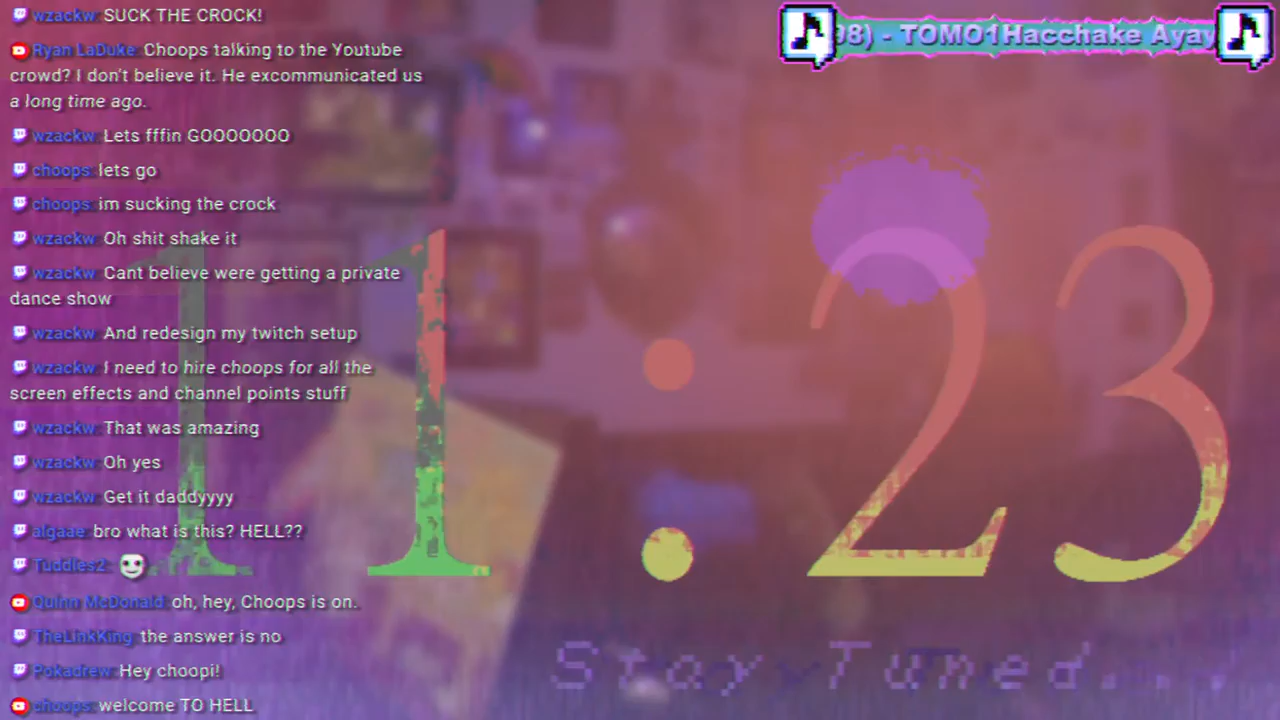 wzackw: SUCK THE CROCK!
Ryan LaDuke: Choops talking to the Youtube
crowd? I don't believe it. He excommunicated us
a long time ago.
wzackw: Lets fffin GOOOOOOO
choops: lets go
choops: im sucking the crock
wzackw: Oh shit shake it
wzackw: Cant believe were getting a private
dance show
wzackw: And redesign my twitch setup
wzackw: I need to hire choops for all the
screen effects and channel points stuff
wzackw: That was amazing
wzackw: Oh yes
wzackw: Get it daddyyyy
algaae: bro what is this? HELL??
Tuddles2:
Quinn McDonald: oh, hey, Choops is on.
TheLinkKing: the answer is no
Pokadrew: Hey choopi!
choops: welcome TO HELL
98) - TOMO1Hacchake Ayay
11:23
Stay Tuned...